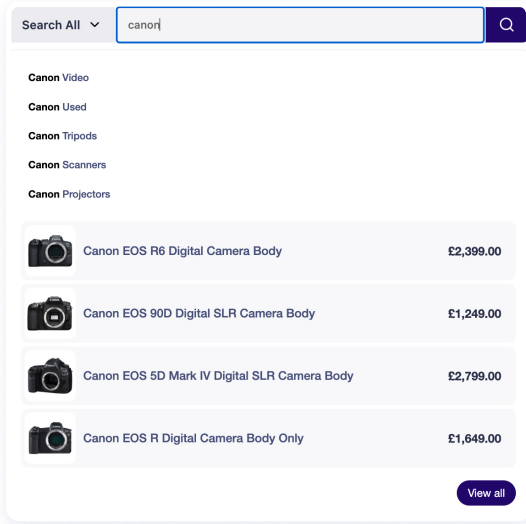 Search All
canon
Canon Video
Canon Used
Canon Tripods
Canon Scanners
Canon Projectors
Canon EOS R6 Digital Camera Body £2,399.00
Canon EOS 90D Digital SLR Camera Body £1,249.00
Canon EOS 5D Mark IV Digital SLR Camera Body £2,799.00
Canon EOS R Digital Camera Body Only £1,649.00
View all